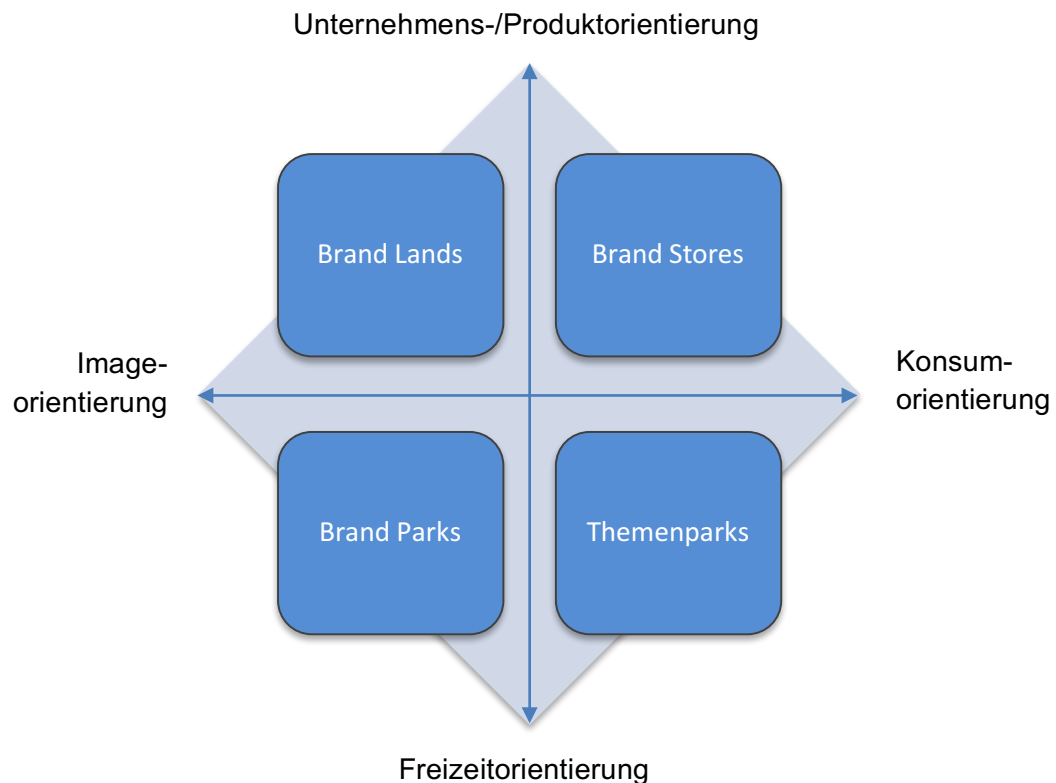 Unternehmens-/Produktorientierung
Brand Lands
Brand Stores
Image-
orientierung
Konsum-
orientierung
Brand Parks
Themenparks
Freizeitorientierung